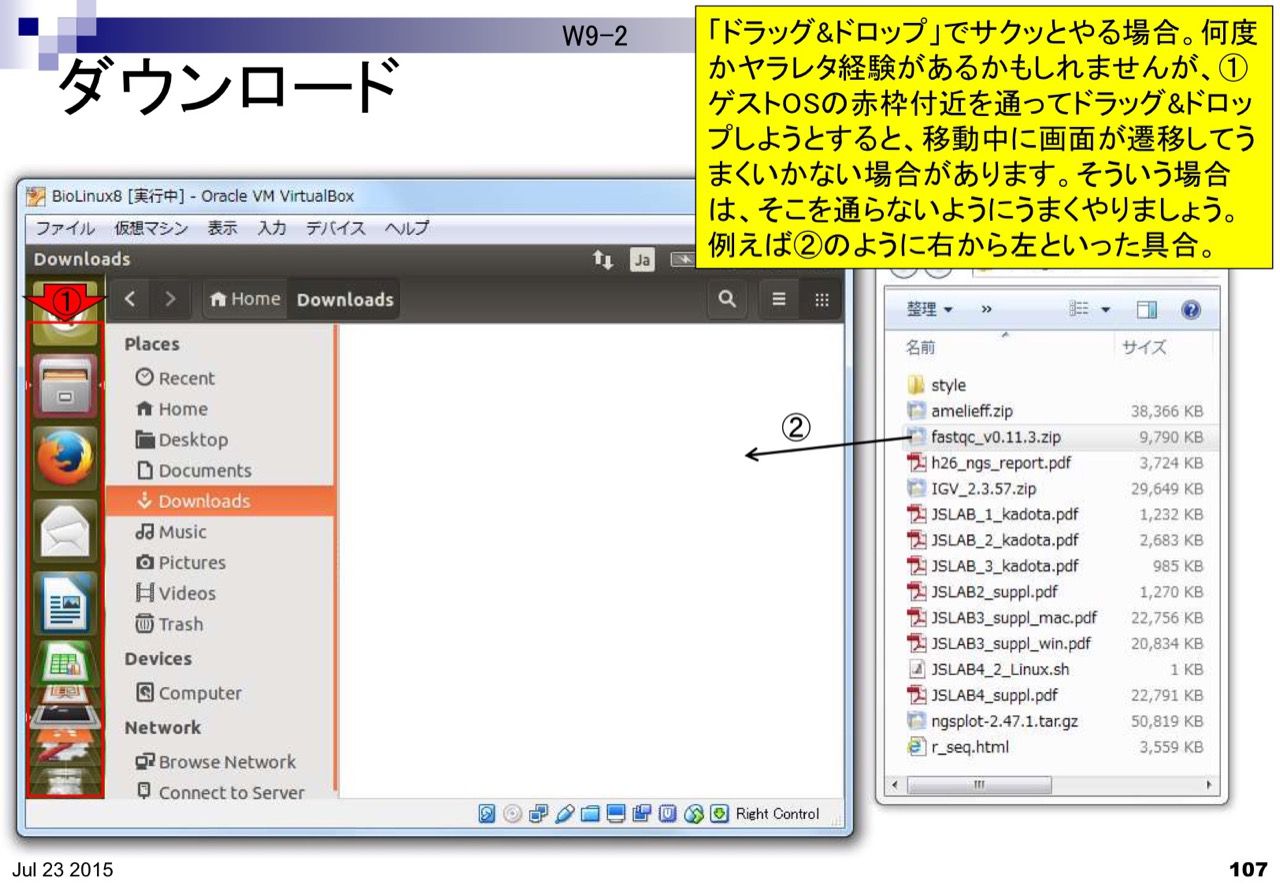 W9-2
ダウンロード
「ドラッグ&ドロップ」でサクッとやる場合。何度
かヤラレタ経験があるかもしれませんが、①
ゲストOSの赤枠付近を通ってドラッグ&ドロッ
プしようとすると、移動中に画面が遷移してう
まくいかない場合があります。そういう場合
は、そこを通らないようにうまくやりましょう。
例えば②のように右から左といった具合。
BioLinux8 [実行中] - Oracle VM VirtualBox
ファイル 仮想マシン 表示 入力 デバイス ヘルプ
Downloads
Ja
①
Home Downloads
Places
Recent
Home
Desktop
Documents
Downloads
Music
Pictures
Videos
Trash
Devices
Computer
Network
Browse Network
Connect to Server
Right Control
②
整理 »
名前 サイズ
style
amelieff.zip 38,366 KB
fastqc_v0.11.3.zip 9,790 KB
h26_ngs_report.pdf 3,724 KB
IGV_2.3.57.zip 29,649 KB
JSLAB_1_kadota.pdf 1,232 KB
JSLAB_2_kadota.pdf 2,683 KB
JSLAB_3_kadota.pdf 985 KB
JSLAB2_suppl.pdf 1,270 KB
JSLAB3_suppl_mac.pdf 22,756 KB
JSLAB3_suppl_win.pdf 20,834 KB
JSLAB4_2_Linux.sh 1 KB
JSLAB4_suppl.pdf 22,791 KB
ngsplot-2.47.1.tar.gz 50,819 KB
r_seq.html 3,559 KB
Jul 23 2015
107